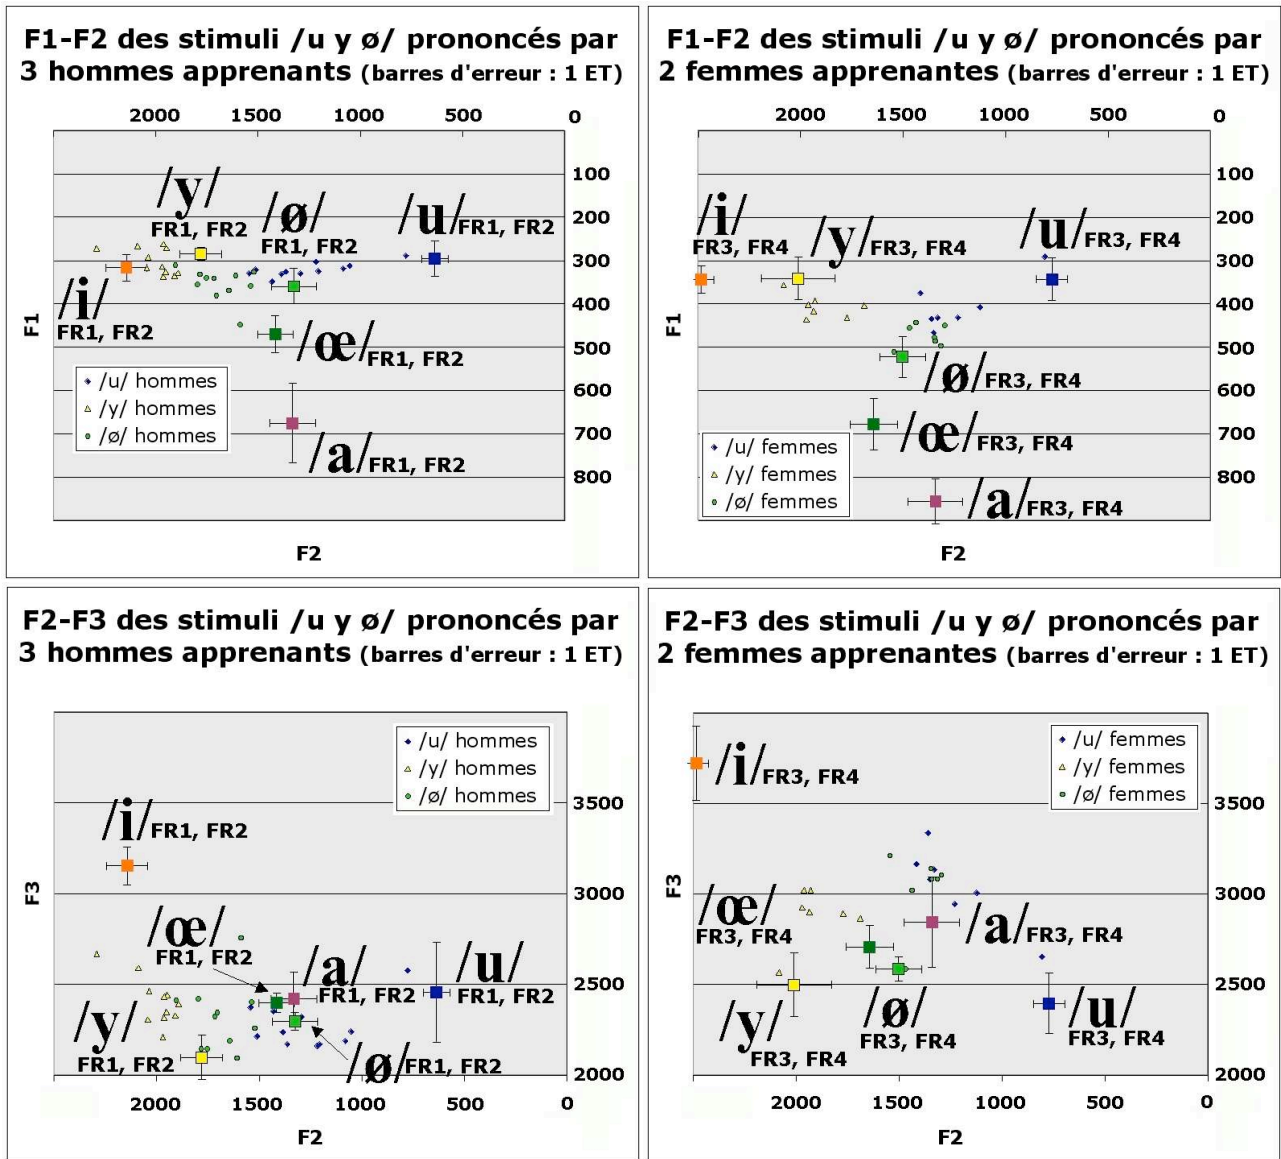 F1-F2 des stimuli /u y ø/ prononcés par
3 hommes apprenants (barres d'erreur : 1 ET)
2000 1500 1000 500 0
F1
100
200
300
400
500
600
700
800
/y/
FR1, FR2
/ø/
FR1, FR2
/u/FR1, FR2
/i/
FR1, FR2
/œ/FR1, FR2
/a/FR1, FR2
/u/ hommes
/y/ hommes
/ø/ hommes
F2
F1-F2 des stimuli /u y ø/ prononcés par
2 femmes apprenantes (barres d'erreur : 1 ET)
2000 1500 1000 500 0
F1
100
200
300
400
500
600
700
800
/i/
FR3, FR4
/y/FR3, FR4
/u/
FR3, FR4
/ø/FR3, FR4
/œ/FR3, FR4
/a/FR3, FR4
/u/ femmes
/y/ femmes
/ø/ femmes
F2
F2-F3 des stimuli /u y ø/ prononcés par
3 hommes apprenants (barres d'erreur : 1 ET)
/u/ hommes
/y/ hommes
/ø/ hommes
F3
3500
3000
2500
2000
/i/FR1, FR2
/œ/
FR1, FR2
/a/
FR1, FR2
/u/
FR1, FR2
/y/
FR1, FR2
/ø/FR1, FR2
2000 1500 1000 500 0
F2
F2-F3 des stimuli /u y ø/ prononcés par
2 femmes apprenantes (barres d'erreur : 1 ET)
/u/ femmes
/y/ femmes
/ø/ femmes
F3
3500
3000
2500
2000
/i/FR3, FR4
/œ/
FR3, FR4
/a/FR3, FR4
/y/
FR3, FR4
/ø/
FR3, FR4
/u/
FR3, FR4
2000 1500 1000 500 0
F2